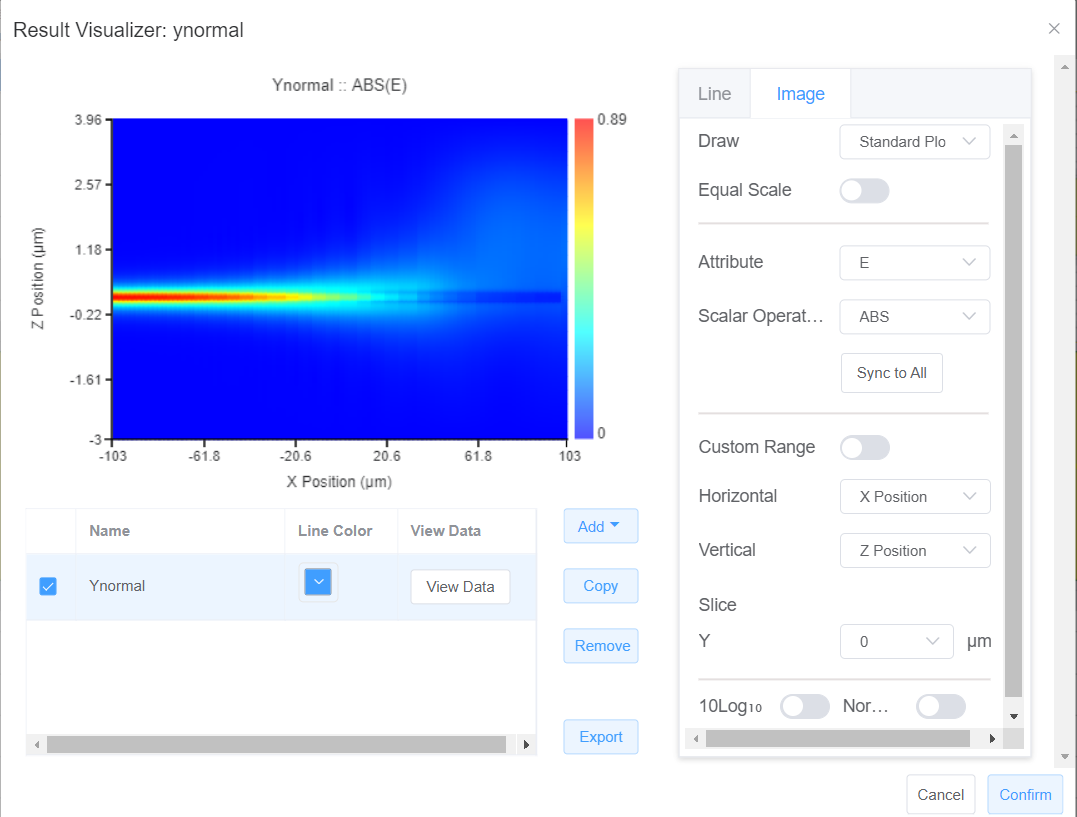 Result Visualizer: ynormal
Ynormal :: ABS(E)
3.96
2.57
1.18
-0.22
-1.61
-3
Z Position (µm)
-103 -61.8 -20.6 20.6 61.8 103
X Position (µm)
0.89
0
Name Line Color View Data
Ynormal View Data
Add
Copy
Remove
Export
Line Image
Draw Standard Plo
Equal Scale
Attribute E
Scalar Operat... ABS
Sync to All
Custom Range
Horizontal X Position
Vertical Z Position
Slice
Y 0 µm
10Log10 Nor...
Cancel Confirm